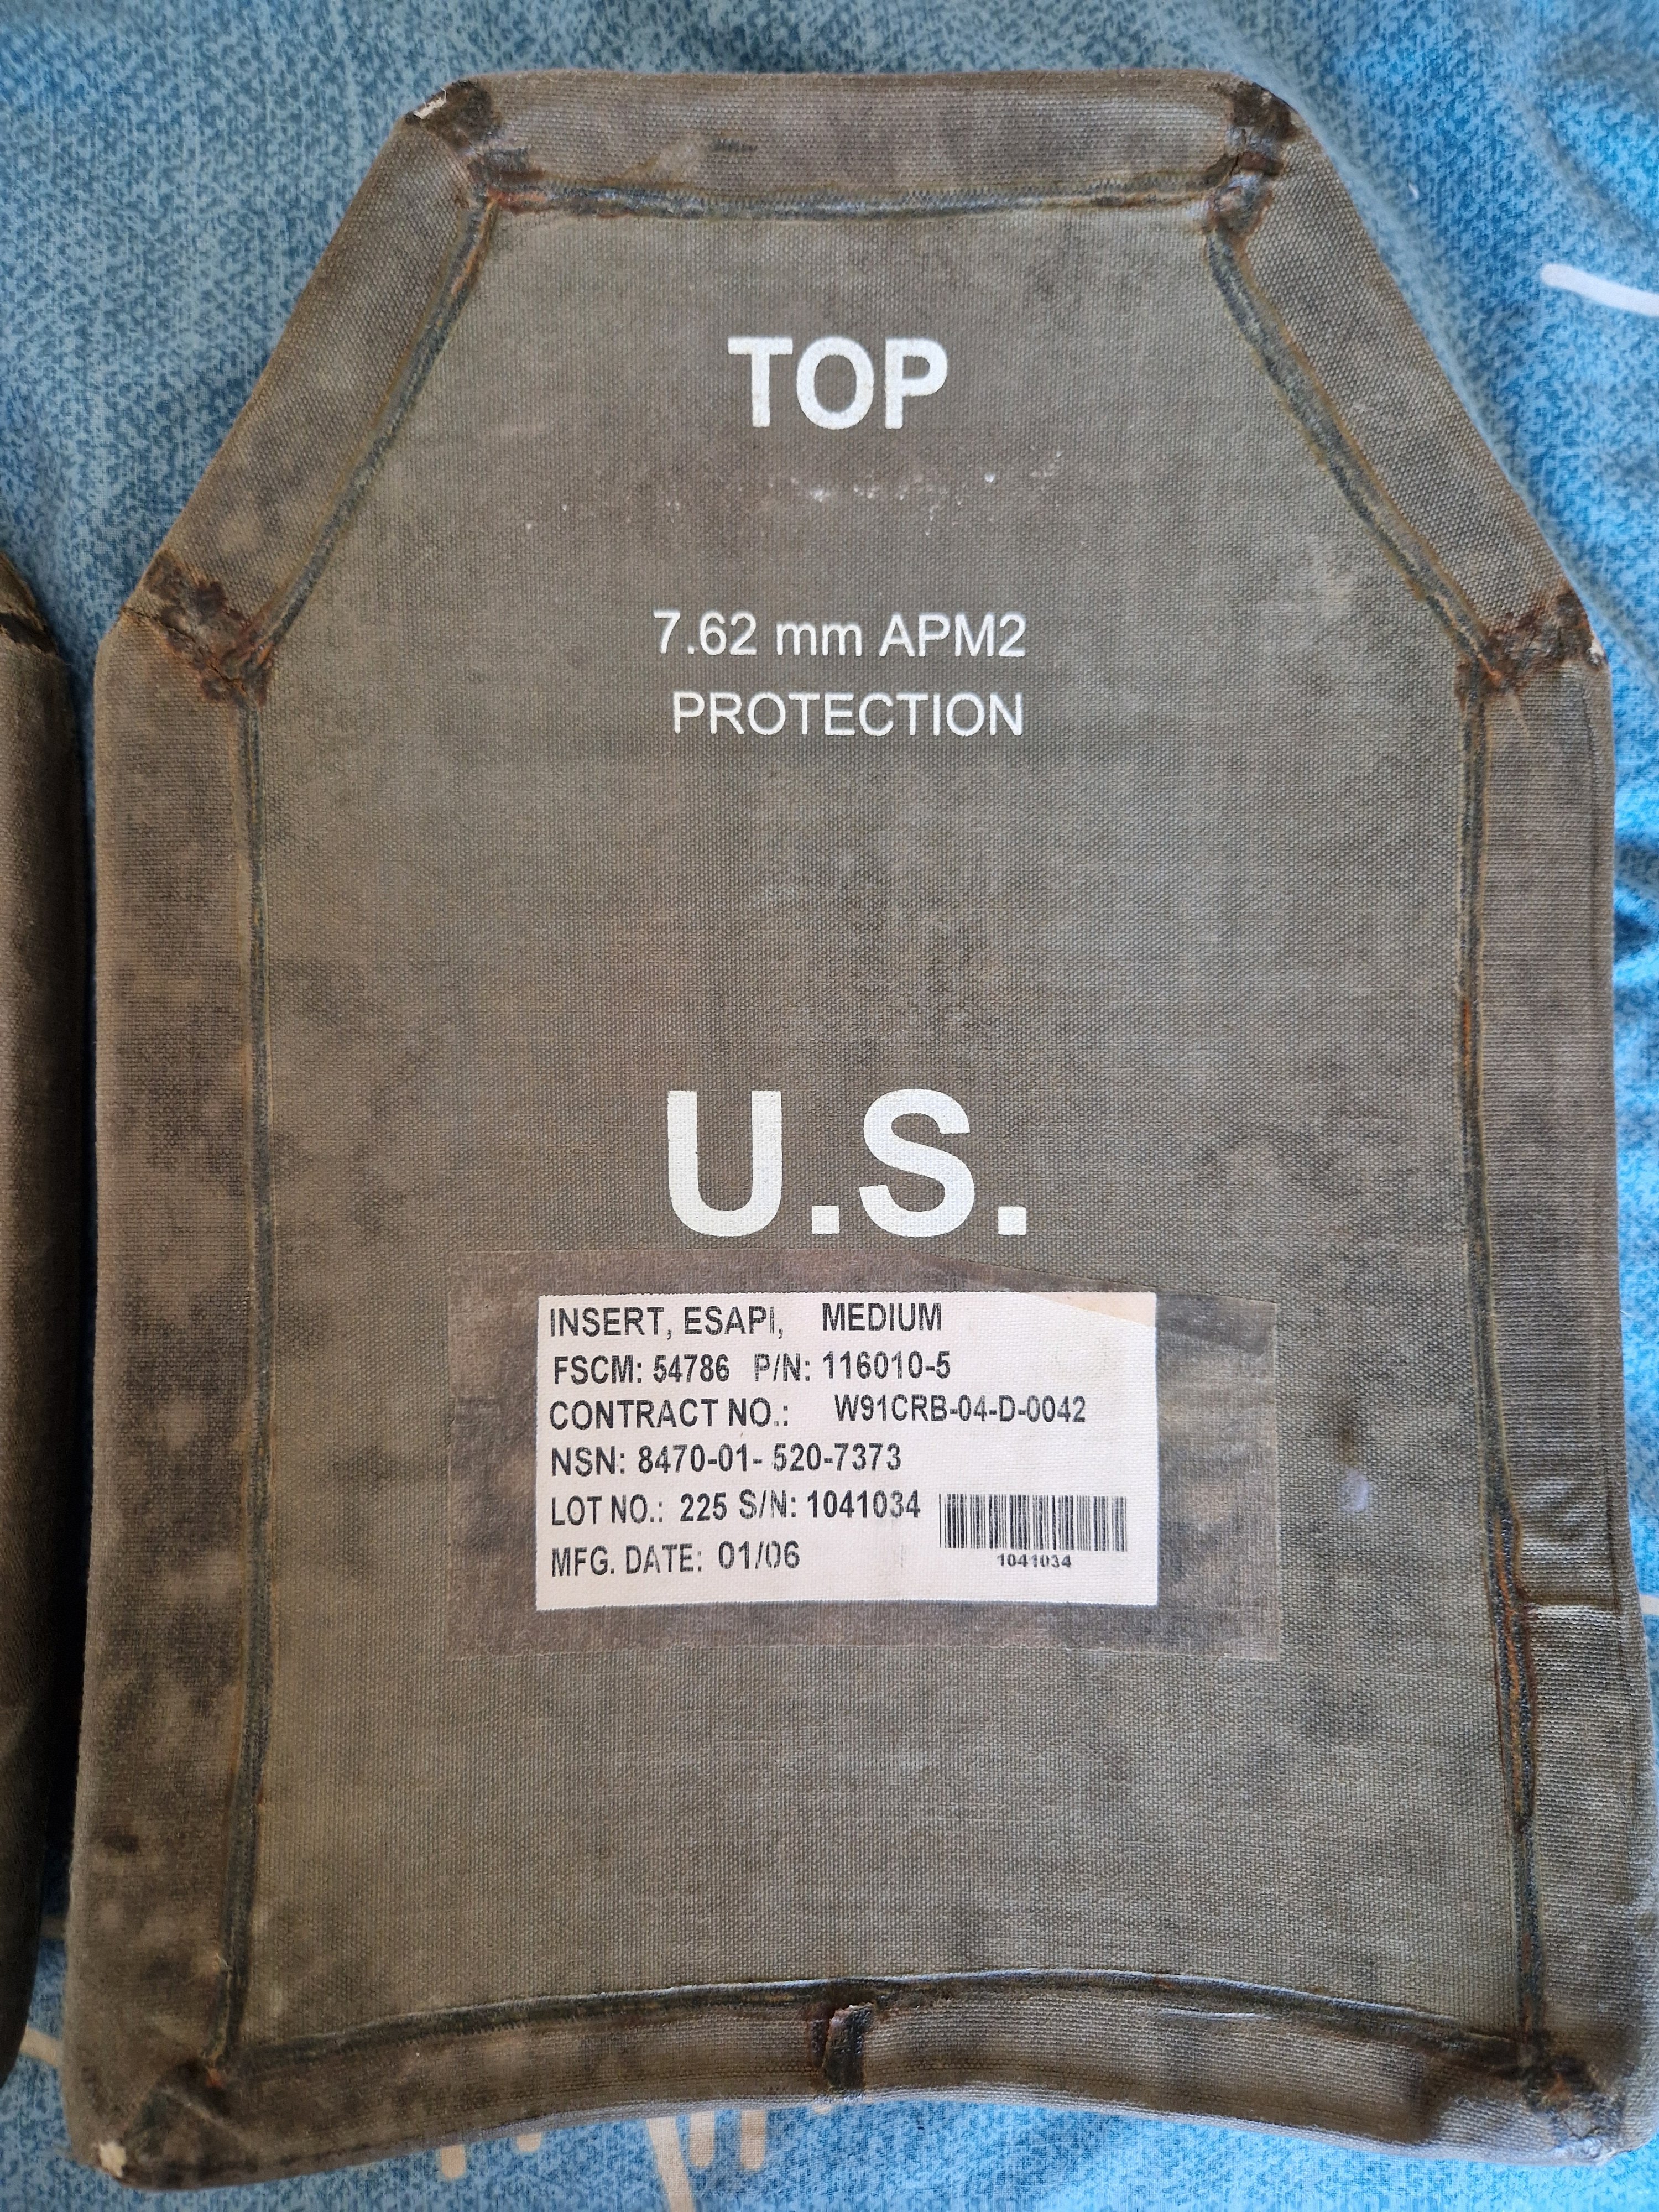 TOP
7.62 mm APM2
PROTECTION
U.S.
INSERT, ESAPI, MEDIUM
FSCM: 54786 P/N: 116010-5
CONTRACT NO.: W91CRB-04-D-0042
NSN: 8470-01- 520-7373
LOT NO.: 225 S/N: 1041034
1041034
MFG. DATE: 01/06